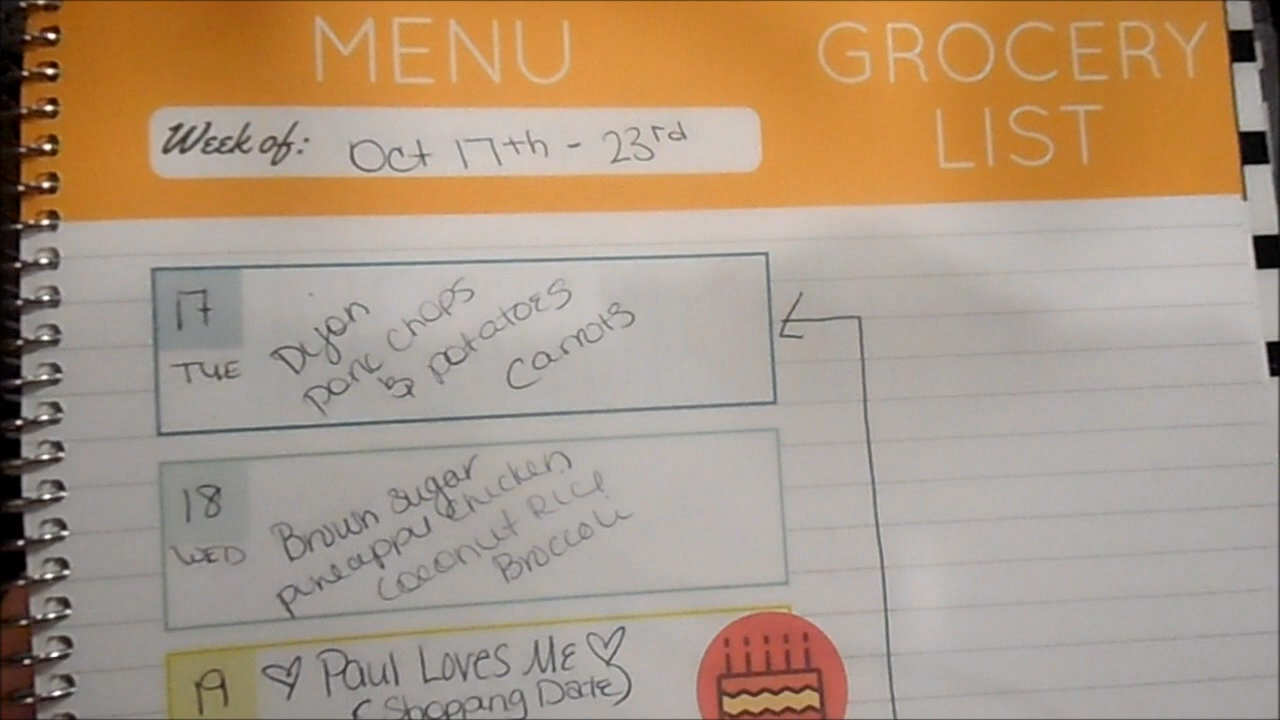 MENU
GROCERY
LIST
Week of: Oct 17th - 23rd
17
TUE
Dijon
pork chops
& potatoes
Carrots
18
WED
Brown sugar
pineapple chicken
coconut Rice
Broccoli
19
♡ Paul Loves Me ♡
(Shopping Date)